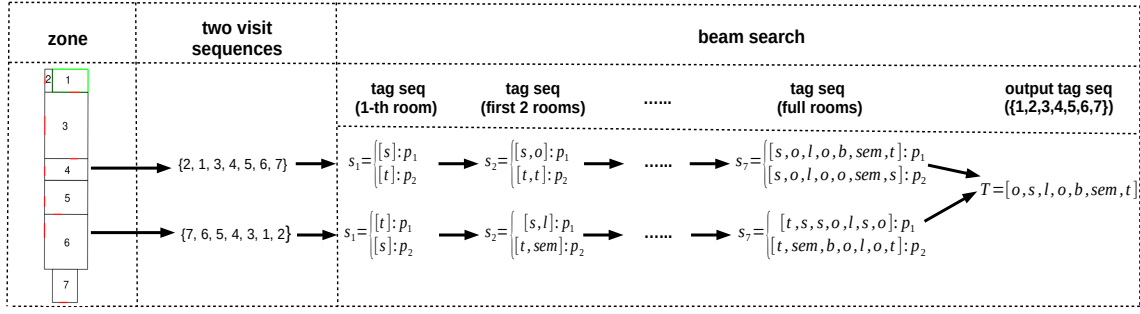 zone
two visit
sequences
beam search
tag seq
(1-th room)
tag seq
(first 2 rooms)
......
tag seq
(full rooms)
output tag seq
({1,2,3,4,5,6,7})
2
1
3
4
5
6
7
{2, 1, 3, 4, 5, 6, 7}
s₁={[s]:p₁
[t]:p₂
s₂={[s,o]:p₁
[t,t]:p₂
......
s₇={[s,o,l,o,b,sem,t]:p₁
[s,o,l,o,o,sem,s]:p₂
T=[o,s,l,o,b,sem,t]
{7, 6, 5, 4, 3, 1, 2}
s₁={[t]:p₁
[s]:p₂
s₂={[s,l]:p₁
[t,sem]:p₂
......
s₇={[t,s,s,o,l,s,o]:p₁
[t,sem,b,o,l,o,t]:p₂